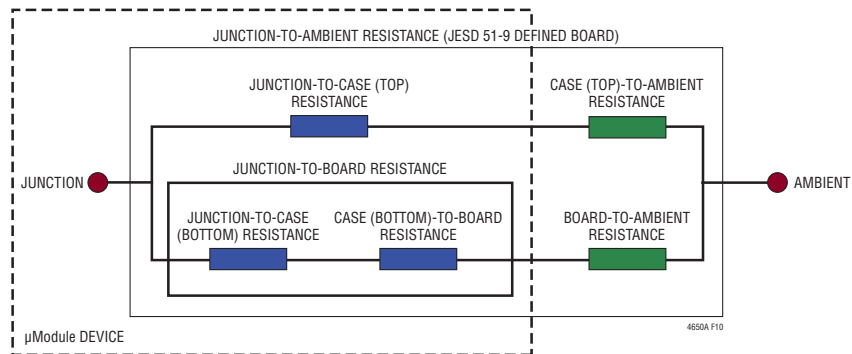 JUNCTION-TO-AMBIENT RESISTANCE (JESD 51-9 DEFINED BOARD)
JUNCTION-TO-CASE (TOP)
RESISTANCE
CASE (TOP)-TO-AMBIENT
RESISTANCE
JUNCTION-TO-BOARD RESISTANCE
JUNCTION
AMBIENT
JUNCTION-TO-CASE
(BOTTOM) RESISTANCE
CASE (BOTTOM)-TO-BOARD
RESISTANCE
BOARD-TO-AMBIENT
RESISTANCE
4650A F10
µModule DEVICE